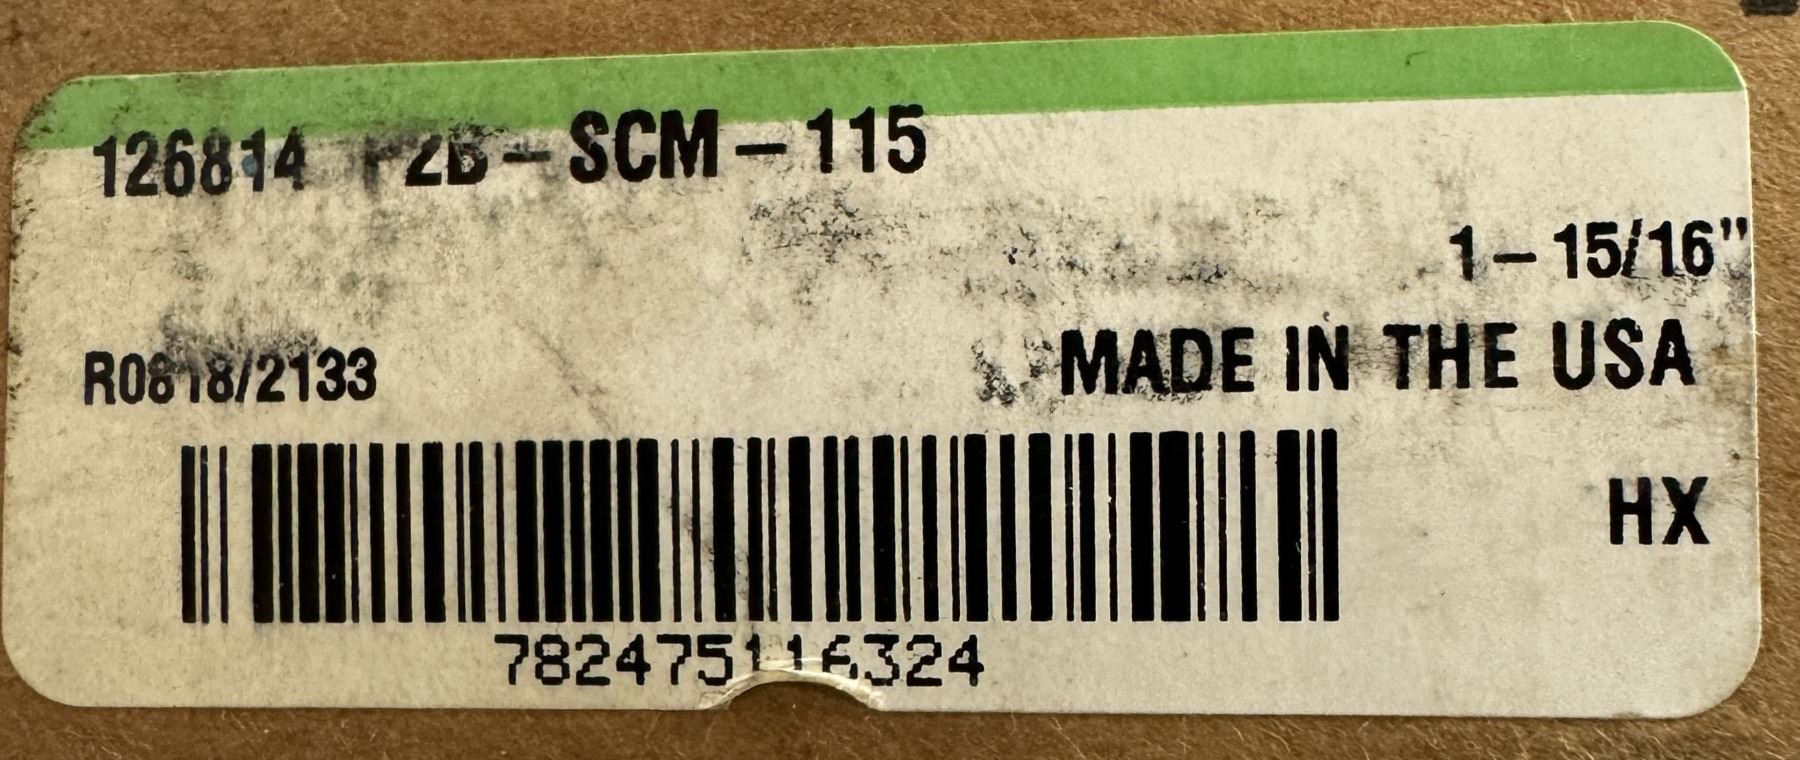 126814 P2B-SCM-115
1-15/16"
R0818/2133
MADE IN THE USA
HX
782475116324